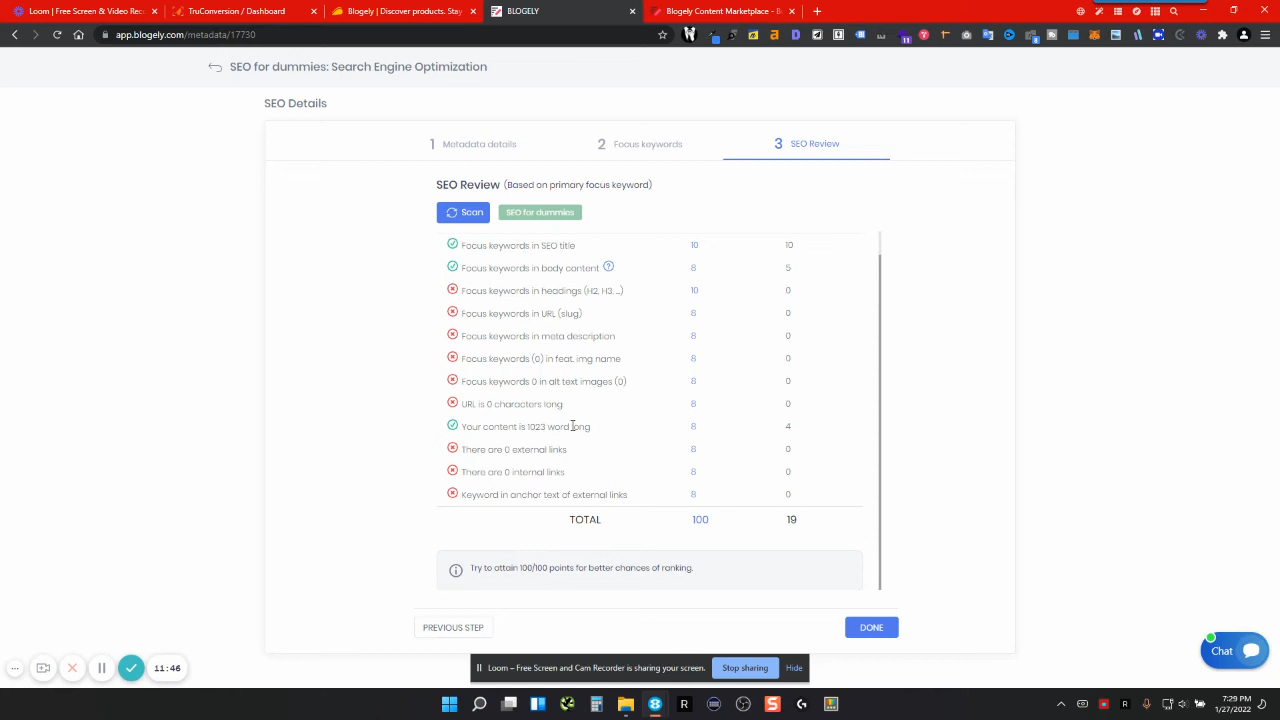 Loom | Free Screen & Video Rec
TruConversion / Dashboard
Blogely | Discover products. Stay
BLOGELY
Blogely Content Marketplace - B
app.blogely.com/metadata/17730
SEO for dummies: Search Engine Optimization
SEO Details
1 Metadata details
2 Focus keywords
3 SEO Review
SEO Review (Based on primary focus keyword)
Scan SEO for dummies
Focus keywords in SEO title 10 10
Focus keywords in body content ? 8 5
Focus keywords in headings (H2, H3, ...) 10 0
Focus keywords in URL (slug) 8 0
Focus keywords in meta description 8 0
Focus keywords (0) in feat. img name 8 0
Focus keywords 0 in alt text images (0) 8 0
URL is 0 characters long 8 0
Your content is 1023 word long 8 4
There are 0 external links 8 0
There are 0 internal links 8 0
Keyword in anchor text of external links 8 0
TOTAL 100 19
Try to attain 100/100 points for better chances of ranking.
PREVIOUS STEP DONE
Chat
11:46
Loom – Free Screen and Cam Recorder is sharing your screen. Stop sharing Hide
7:29 PM
1/27/2022